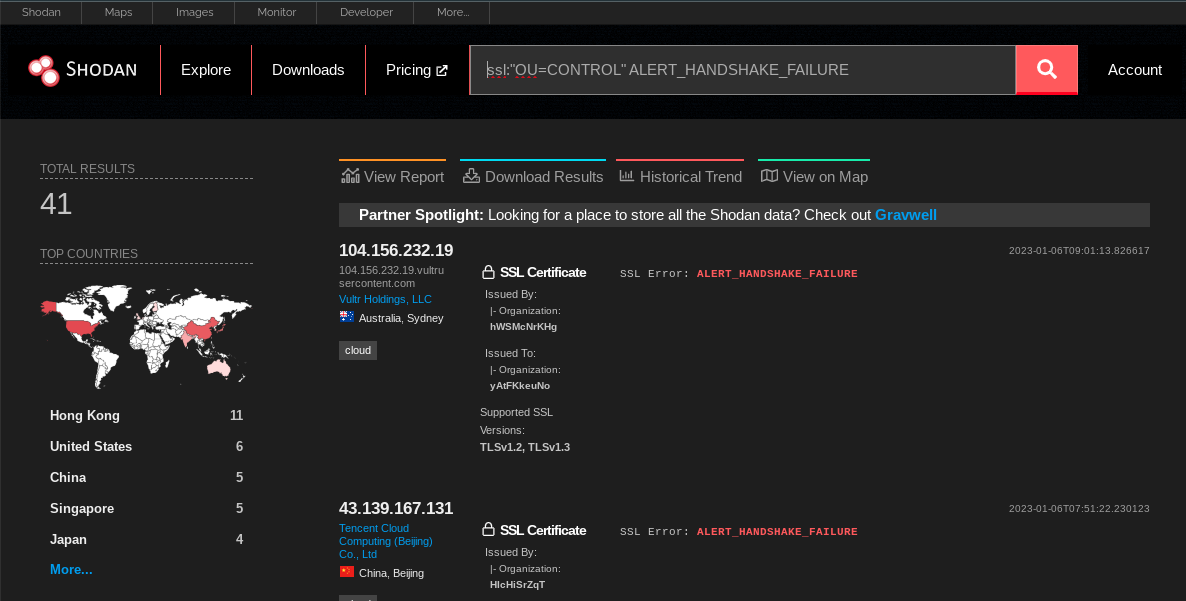 Shodan Maps Images Monitor Developer More...
SHODAN Explore Downloads Pricing ssl:"OU=CONTROL" ALERT_HANDSHAKE_FAILURE Account
TOTAL RESULTS
41
TOP COUNTRIES
Hong Kong 11
United States 6
China 5
Singapore 5
Japan 4
More...
View Report Download Results Historical Trend View on Map
Partner Spotlight: Looking for a place to store all the Shodan data? Check out Gravwell
104.156.232.19
2023-01-06T09:01:13.826617
104.156.232.19.vultru
sercontent.com
Vultr Holdings, LLC
Australia, Sydney
cloud
SSL Certificate
Issued By:
|- Organization:
hWSMcNrKHg
Issued To:
|- Organization:
yAtFKkeuNo
Supported SSL
Versions:
TLSv1.2, TLSv1.3
SSL Error: ALERT_HANDSHAKE_FAILURE
43.139.167.131
2023-01-06T07:51:22.230123
Tencent Cloud
Computing (Beijing)
Co., Ltd
China, Beijing
cloud
SSL Certificate
Issued By:
|- Organization:
HIcHiSrZqT
SSL Error: ALERT_HANDSHAKE_FAILURE